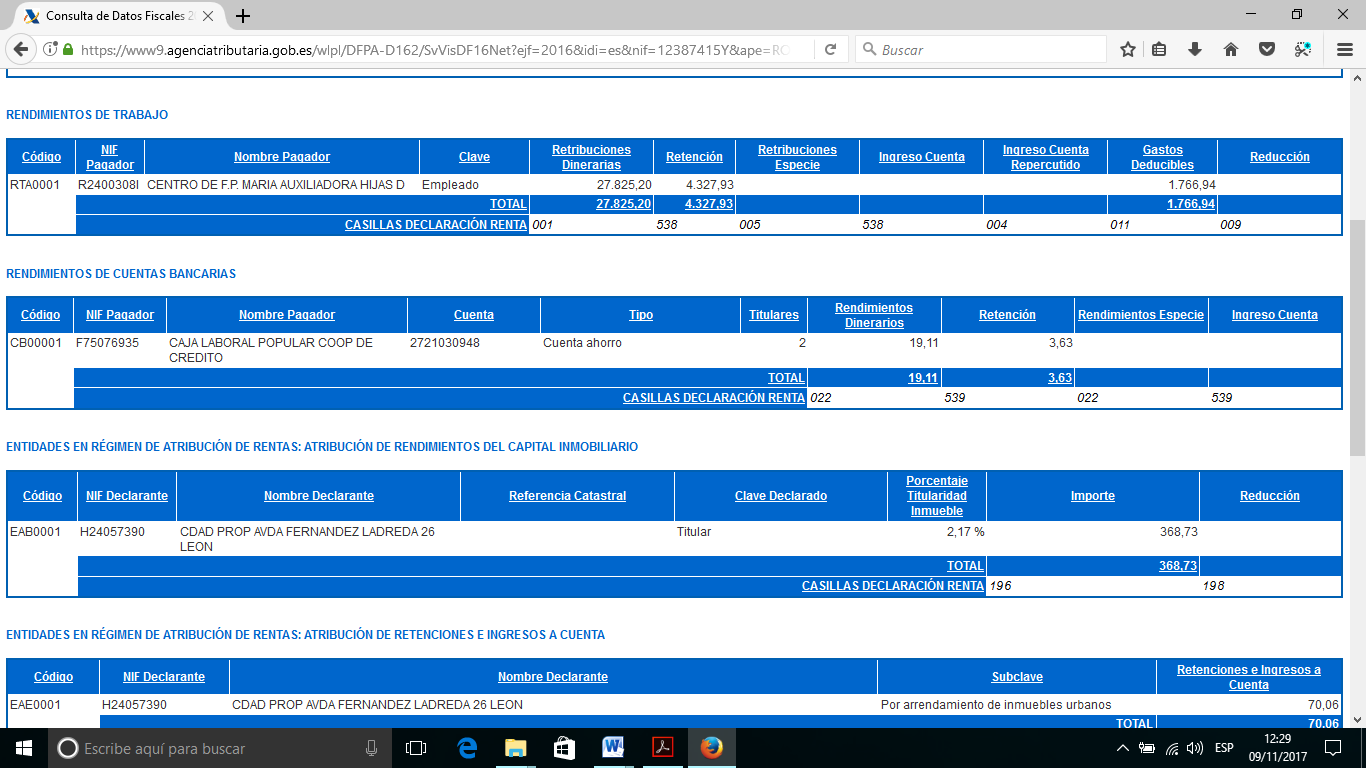 Consulta de Datos Fiscales 2
https://www9.agenciatributaria.gob.es/wlpl/DFPA-D162/SvVisDF16Net?ejf=2016&idi=es&nif=12387415Y&ape=RO
Buscar
RENDIMIENTOS DE TRABAJO
Código NIF Pagador Nombre Pagador Clave Retribuciones Dinerarias Retención Retribuciones Especie Ingreso Cuenta Ingreso Cuenta Repercutido Gastos Deducibles Reducción
RTA0001 R2400308I CENTRO DE F.P. MARIA AUXILIADORA HIJAS D Empleado 27.825,20 4.327,93 1.766,94
TOTAL 27.825,20 4.327,93 1.766,94
CASILLAS DECLARACIÓN RENTA 001 538 005 538 004 011 009
RENDIMIENTOS DE CUENTAS BANCARIAS
Código NIF Pagador Nombre Pagador Cuenta Tipo Titulares Rendimientos Dinerarios Retención Rendimientos Especie Ingreso Cuenta
CB00001 F75076935 CAJA LABORAL POPULAR COOP DE CREDITO 2721030948 Cuenta ahorro 2 19,11 3,63
TOTAL 19,11 3,63
CASILLAS DECLARACIÓN RENTA 022 539 022 539
ENTIDADES EN RÉGIMEN DE ATRIBUCIÓN DE RENTAS: ATRIBUCIÓN DE RENDIMIENTOS DEL CAPITAL INMOBILIARIO
Código NIF Declarante Nombre Declarante Referencia Catastral Clave Declarado Porcentaje Titularidad Inmueble Importe Reducción
EAB0001 H24057390 CDAD PROP AVDA FERNANDEZ LADREDA 26 LEON Titular 2,17 % 368,73
TOTAL 368,73
CASILLAS DECLARACIÓN RENTA 196 198
ENTIDADES EN RÉGIMEN DE ATRIBUCIÓN DE RENTAS: ATRIBUCIÓN DE RETENCIONES E INGRESOS A CUENTA
Código NIF Declarante Nombre Declarante Subclave Retenciones e Ingresos a Cuenta
EAE0001 H24057390 CDAD PROP AVDA FERNANDEZ LADREDA 26 LEON Por arrendamiento de inmuebles urbanos 70,06
TOTAL 70,06
Escribe aquí para buscar
ESP
12:29
09/11/2017